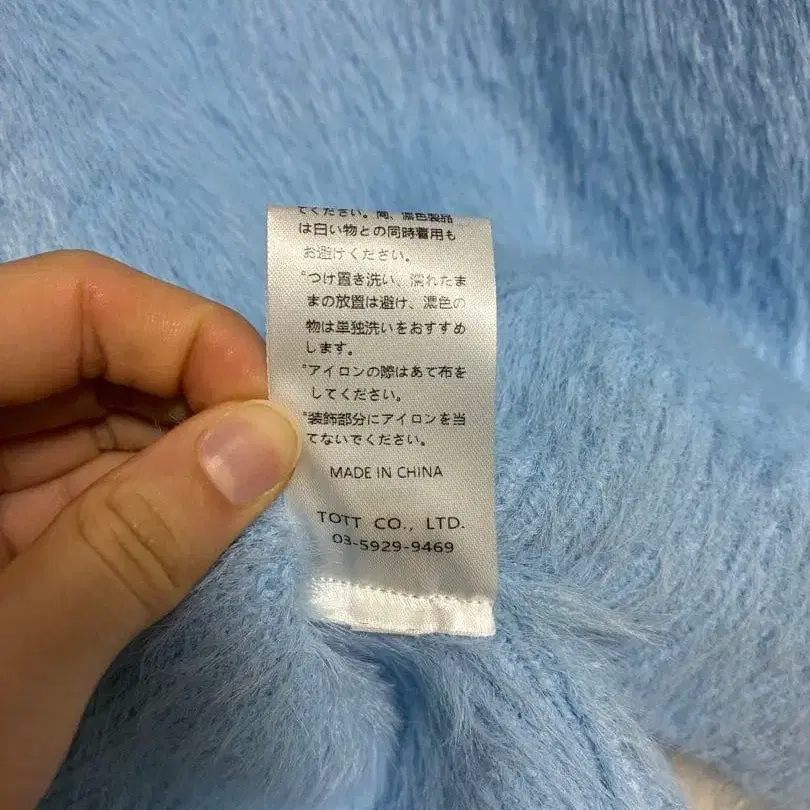 てください。尚、濃色製品
は白い物との同時着用も
お避けください。
°つけ置き洗い、濡れたま
まの放置は避け、濃色の
物は単独洗いをおすすめ
します。
°アイロンの際はあて布を
してください。
°装飾部分にアイロンを当
てないでください。
MADE IN CHINA
TOTT CO., LTD.
03-5929-9469